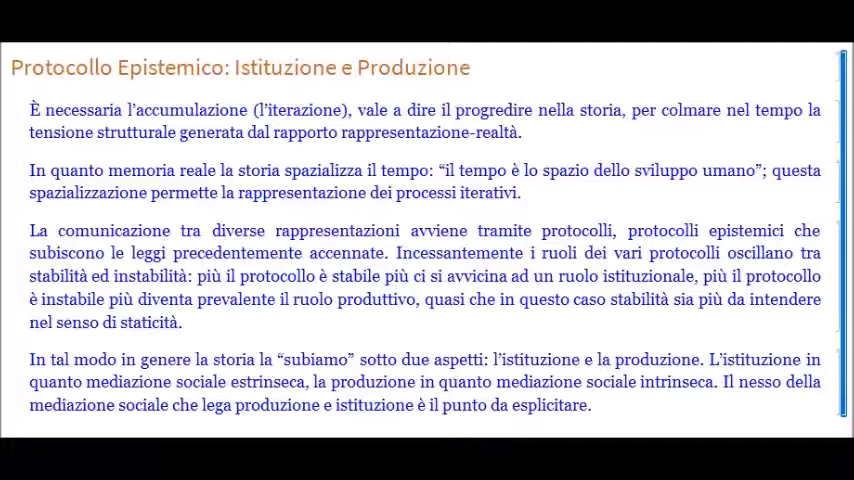 Protocollo Epistemico: Istituzione e Produzione
È necessaria l’accumulazione (l’iterazione), vale a dire il progredire nella storia, per colmare nel tempo la
tensione strutturale generata dal rapporto rappresentazione-realtà.
In quanto memoria reale la storia spazializza il tempo: “il tempo è lo spazio dello sviluppo umano”; questa
spazializzazione permette la rappresentazione dei processi iterativi.
La comunicazione tra diverse rappresentazioni avviene tramite protocolli, protocolli epistemici che
subiscono le leggi precedentemente accennate. Incessantemente i ruoli dei vari protocolli oscillano tra
stabilità ed instabilità: più il protocollo è stabile più ci si avvicina ad un ruolo istituzionale, più il protocollo
è instabile più diventa prevalente il ruolo produttivo, quasi che in questo caso stabilità sia più da intendere
nel senso di staticità.
In tal modo in genere la storia la “subiamo” sotto due aspetti: l’istituzione e la produzione. L’istituzione in
quanto mediazione sociale estrinseca, la produzione in quanto mediazione sociale intrinseca. Il nesso della
mediazione sociale che lega produzione e istituzione è il punto da esplicitare.